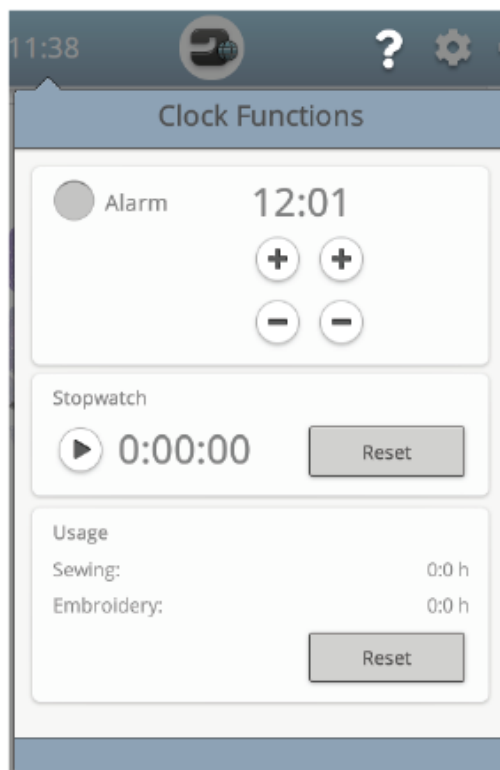 11:38
?
Clock Functions
Alarm 12:01
+ +
− −
Stopwatch
0:00:00 Reset
Usage
Sewing: 0:0 h
Embroidery: 0:0 h
Reset